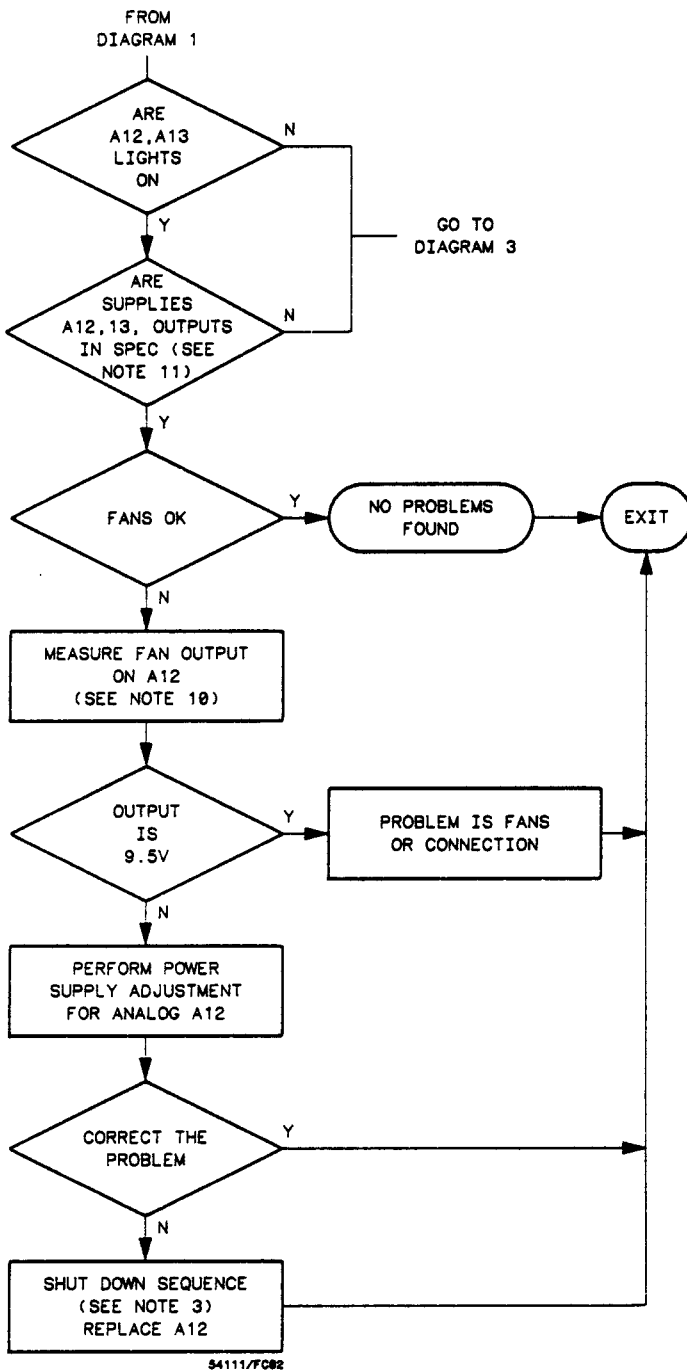 FROM
DIAGRAM 1
ARE
A12,A13
LIGHTS
ON
N
Y
GO TO
DIAGRAM 3
ARE
SUPPLIES
A12,13, OUTPUTS
IN SPEC (SEE
NOTE 11)
N
Y
FANS OK
Y
NO PROBLEMS
FOUND
EXIT
N
MEASURE FAN OUTPUT
ON A12
(SEE NOTE 10)
OUTPUT
IS
9.5V
Y
PROBLEM IS FANS
OR CONNECTION
N
PERFORM POWER
SUPPLY ADJUSTMENT
FOR ANALOG A12
CORRECT THE
PROBLEM
Y
N
SHUT DOWN SEQUENCE
(SEE NOTE 3)
REPLACE A12
54111/FC02